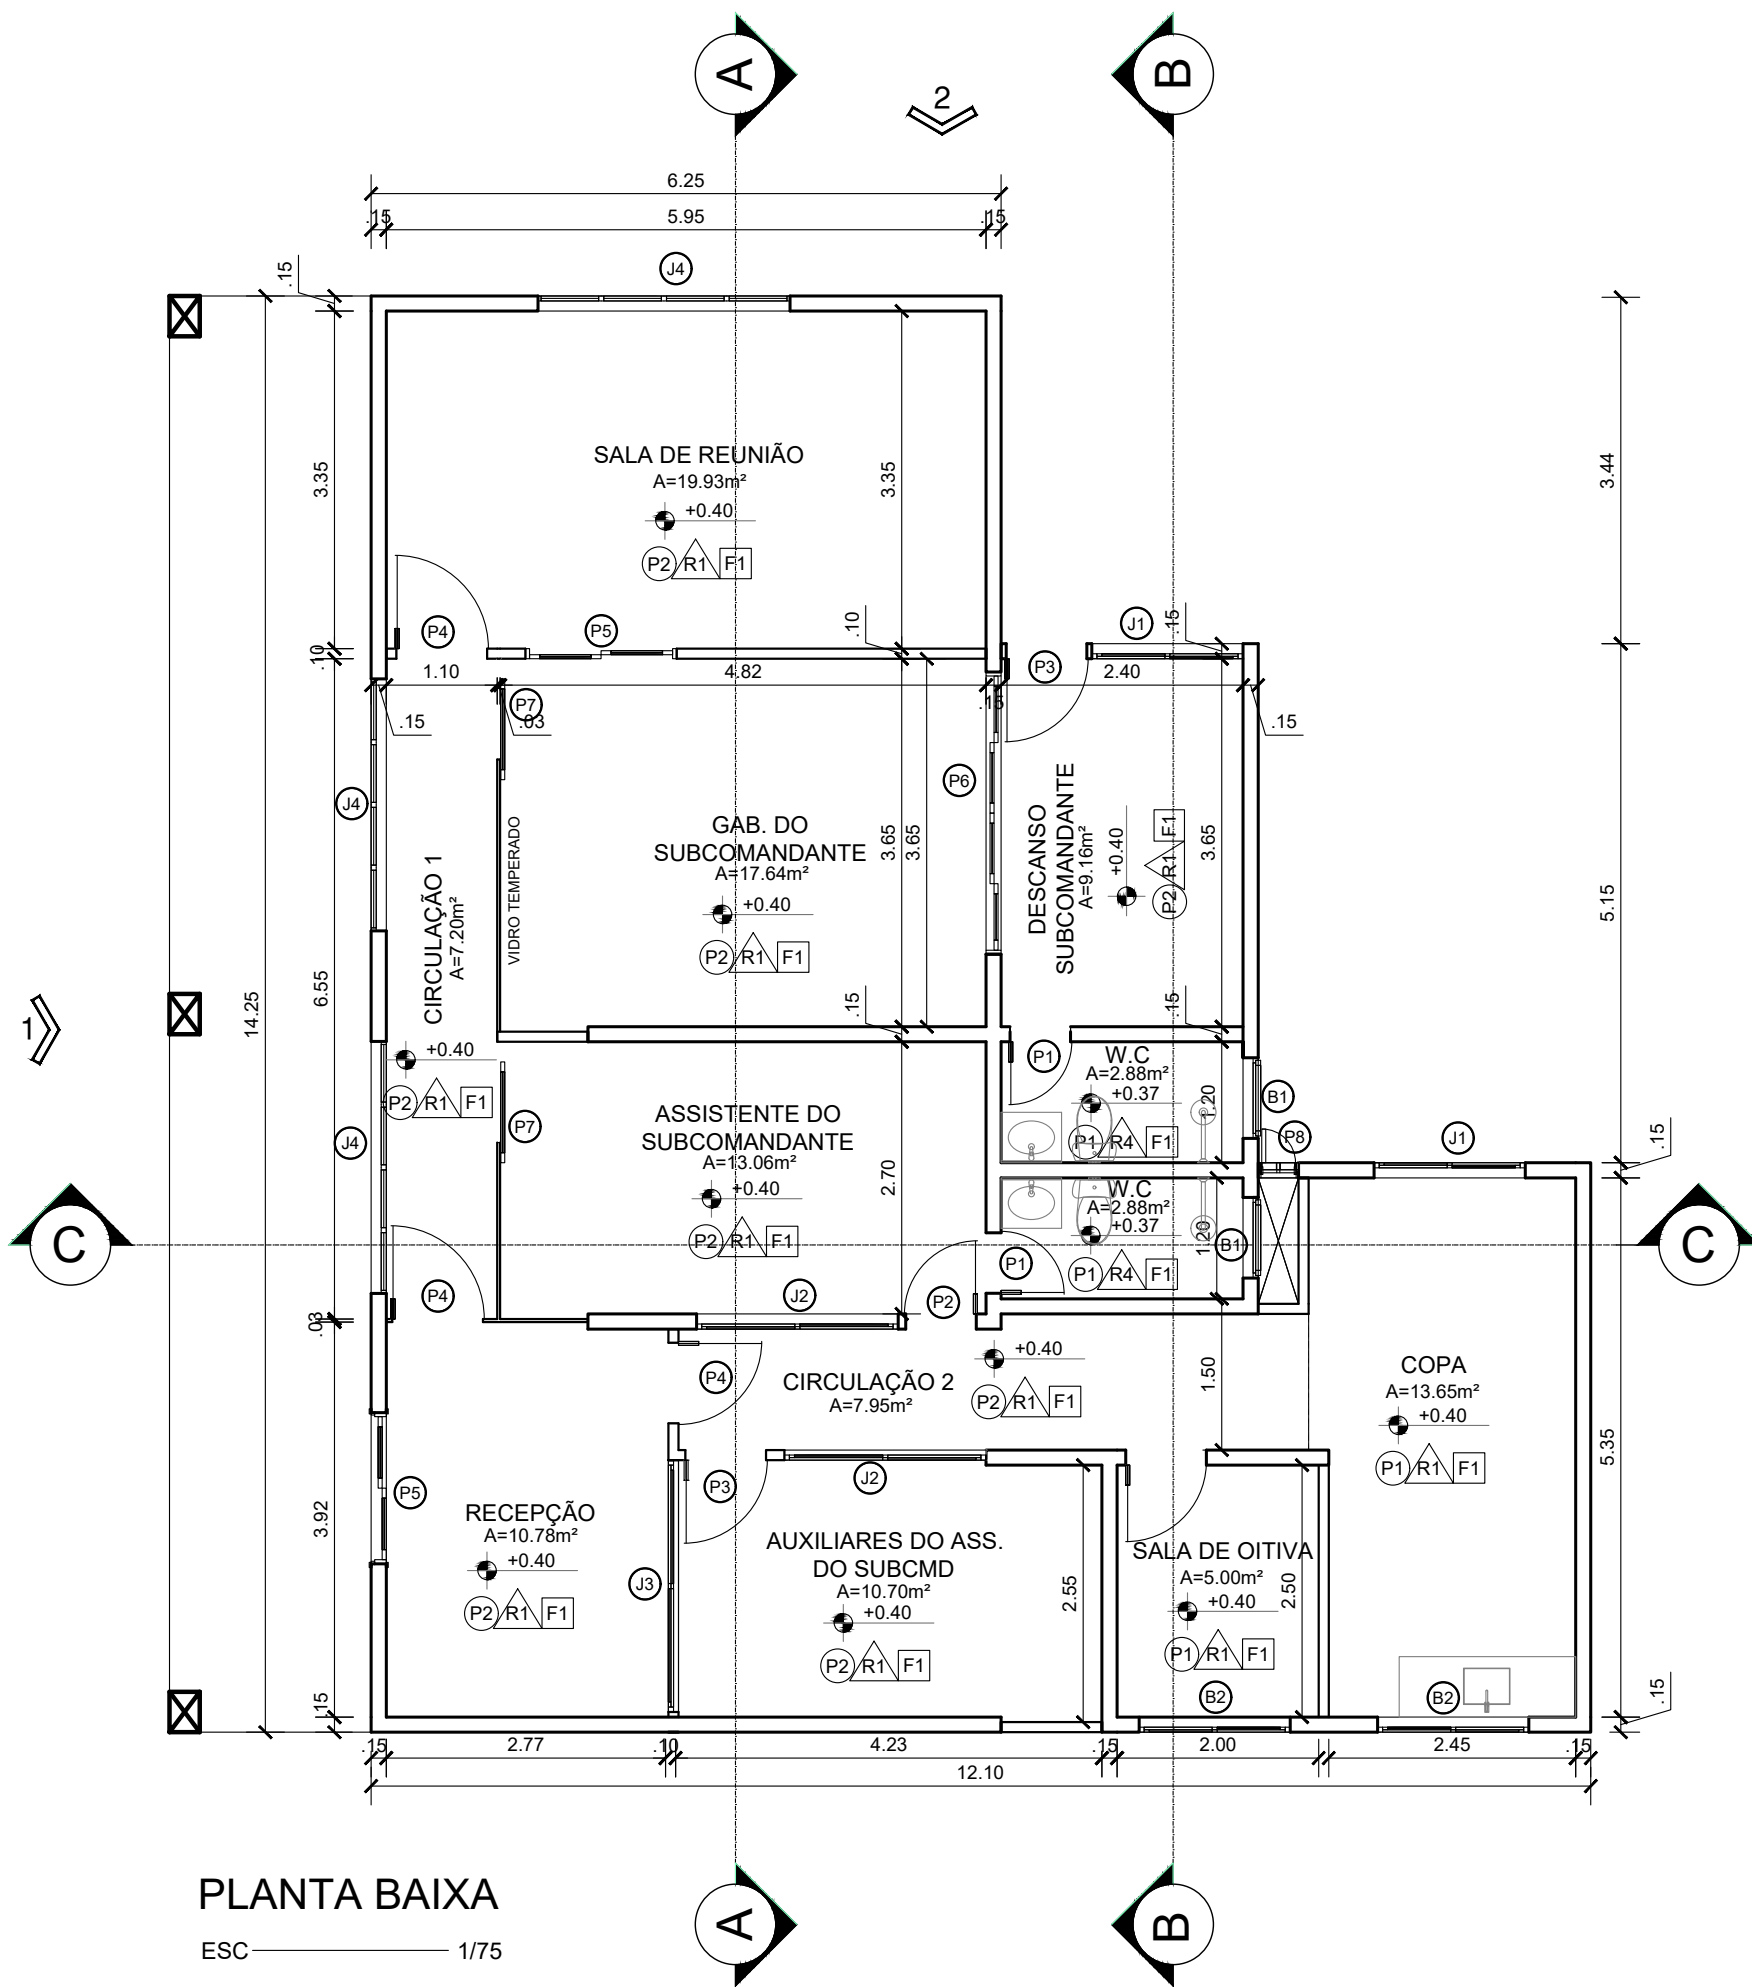 A
B
2
6.25
.15
5.95
.15
J4
.15
3.35
3.35
3.44
SALA DE REUNIÃO
A=19.93m²
+0.40
P2
R1
F1
P4
P5
.10
J1
.15
.10
1.10
4.82
P3
2.40
.15
P7
.03
.15
.15
P6
J4
VIDRO TEMPERADO
GAB. DO
SUBCOMANDANTE
A=17.64m²
+0.40
P2
R1
F1
3.65
3.65
DESCANSO
SUBCOMANDANTE
A=9.16m²
+0.40
P2
R1
F1
3.65
5.15
CIRCULAÇÃO 1
A=7.20m²
+0.40
P2
R1
F1
1
14.25
6.55
.15
.15
P1
W.C
A=2.88m²
+0.37
P1
R4
F1
1.20
B1
P8
J1
.15
J4
P7
ASSISTENTE DO
SUBCOMANDANTE
A=13.06m²
+0.40
P2
R1
F1
2.70
W.C
A=2.88m²
+0.37
P1
R4
F1
1.20
B1
C
C
P4
J2
P2
P1
.03
P4
CIRCULAÇÃO 2
A=7.95m²
+0.40
P2
R1
F1
1.50
COPA
A=13.65m²
+0.40
P1
R1
F1
5.35
P5
P3
J2
3.92
RECEPÇÃO
A=10.78m²
+0.40
P2
R1
F1
J3
AUXILIARES DO ASS.
DO SUBCMD
A=10.70m²
+0.40
P2
R1
F1
2.55
SALA DE OITIVA
A=5.00m²
+0.40
P1
R1
F1
2.50
B2
B2
.15
.15
.15
2.77
.10
4.23
.15
2.00
2.45
.15
12.10
PLANTA BAIXA
ESC 1/75
A
B